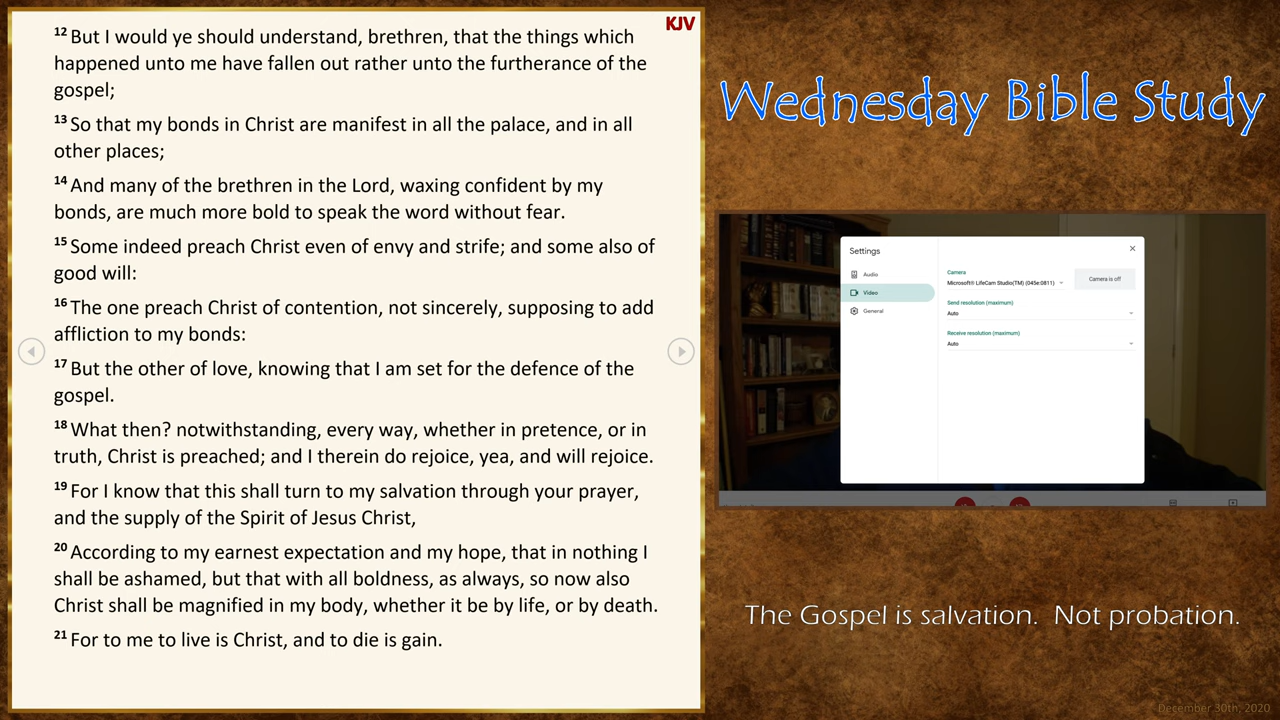 KJV
12 But I would ye should understand, brethren, that the things which
happened unto me have fallen out rather unto the furtherance of the
gospel;
13 So that my bonds in Christ are manifest in all the palace, and in all
other places;
14 And many of the brethren in the Lord, waxing confident by my
bonds, are much more bold to speak the word without fear.
15 Some indeed preach Christ even of envy and strife; and some also of
good will:
16 The one preach Christ of contention, not sincerely, supposing to add
affliction to my bonds:
17 But the other of love, knowing that I am set for the defence of the
gospel.
18 What then? notwithstanding, every way, whether in pretence, or in
truth, Christ is preached; and I therein do rejoice, yea, and will rejoice.
19 For I know that this shall turn to my salvation through your prayer,
and the supply of the Spirit of Jesus Christ,
20 According to my earnest expectation and my hope, that in nothing I
shall be ashamed, but that with all boldness, as always, so now also
Christ shall be magnified in my body, whether it be by life, or by death.
21 For to me to live is Christ, and to die is gain.
Wednesday Bible Study
Settings
Audio
Video
General
Camera
Microsoft® LifeCam Studio(TM) (045e:0811)
Camera is off
Send resolution (maximum)
Auto
Receive resolution (maximum)
Auto
The Gospel is salvation. Not probation.
December 30th, 2020